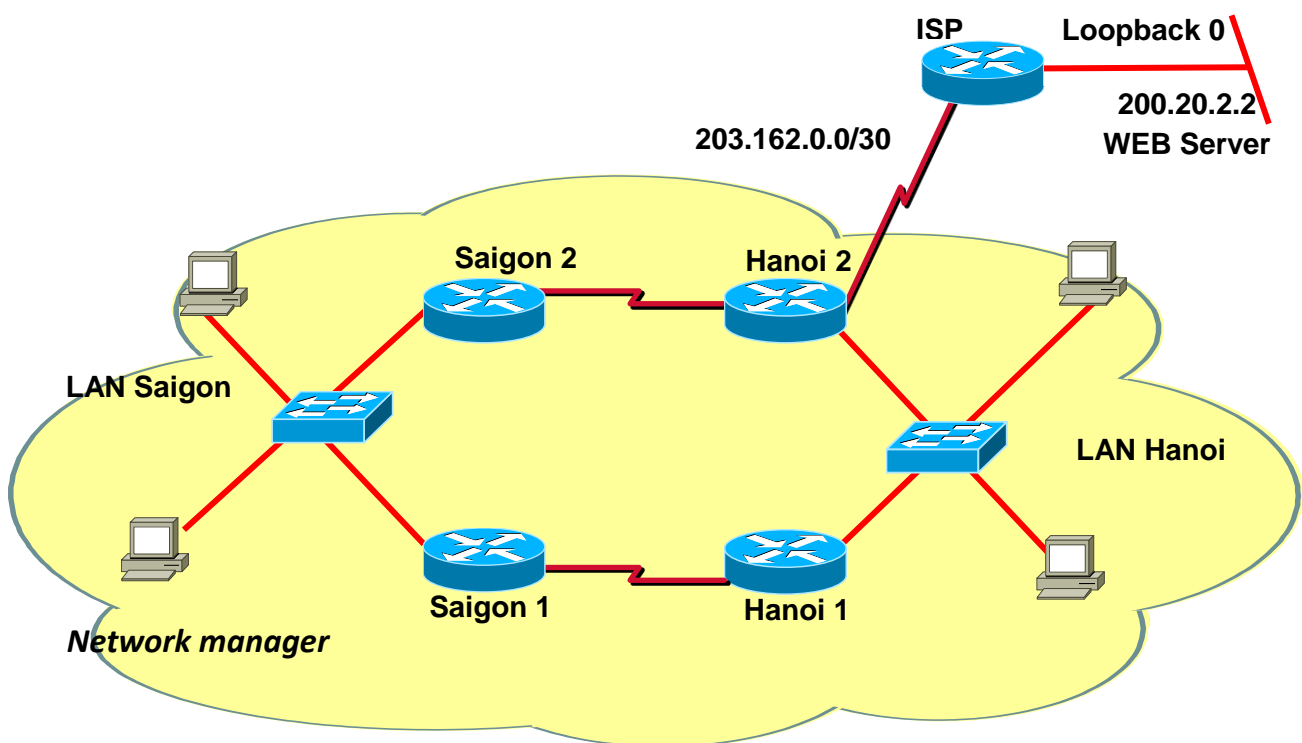 ISP
Loopback 0
200.20.2.2
WEB Server
203.162.0.0/30
Saigon 2
Hanoi 2
LAN Saigon
LAN Hanoi
Saigon 1
Hanoi 1
Network manager